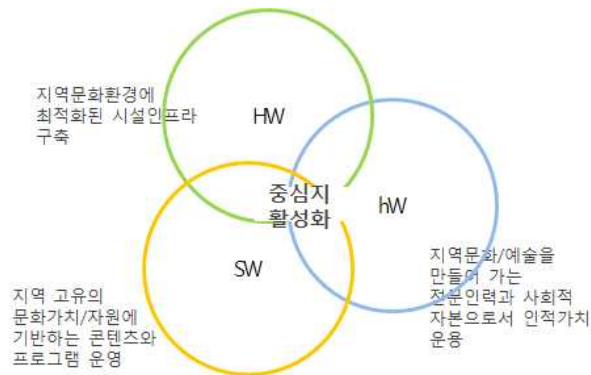 지역문화환경에
최적화된 시설인프라
구축
HW
중심지
활성화
hW
SW
지역문화/예술을
만들어 가는
전문인력과 사회적
자본으로서 인적가치
운용
지역 고유의
문화가치/자원에
기반하는 콘텐츠와
프로그램 운영